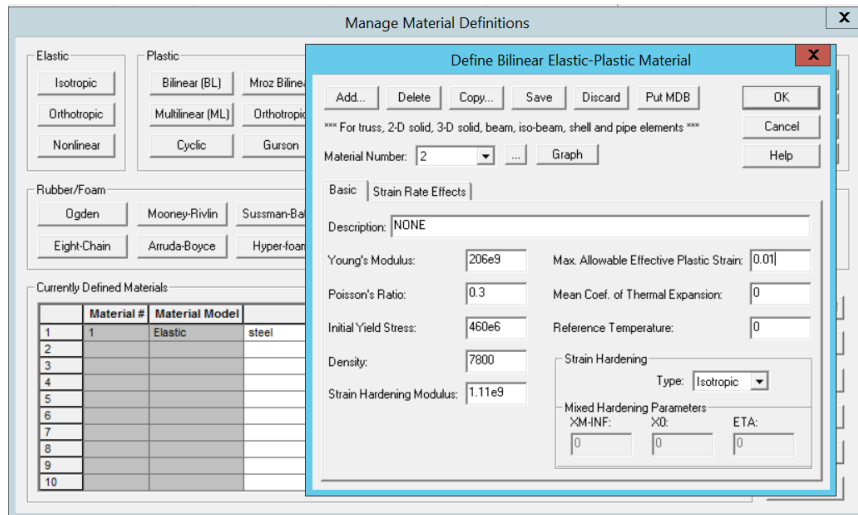 Manage Material Definitions
X
Elastic
Isotropic
Orthotropic
Nonlinear
Plastic
Bilinear (BL)
Mroz Biline
Multilinear (ML)
Orthotropic
Cyclic
Gurson
Rubber/Foam
Ogden
Mooney-Rivlin
Sussman-Ba
Eight-Chain
Arruda-Boyce
Hyper-foam
Currently Defined Materials
Material # Material Model
1 1 Elastic steel
2
3
4
5
6
7
8
9
10
Define Bilinear Elastic-Plastic Material
X
Add... Delete Copy... Save Discard Put MDB OK
*** For truss, 2-D solid, 3-D solid, beam, iso-beam, shell and pipe elements *** Cancel
Material Number: 2 ... Graph Help
Basic Strain Rate Effects
Description: NONE
Young's Modulus: 206e9 Max. Allowable Effective Plastic Strain: 0.01
Poisson's Ratio: 0.3 Mean Coef. of Thermal Expansion: 0
Initial Yield Stress: 460e6 Reference Temperature: 0
Density: 7800
Strain Hardening Modulus: 1.11e9
Strain Hardening
Type: Isotropic
Mixed Hardening Parameters
XM-INF: X0: ETA:
0 0 0